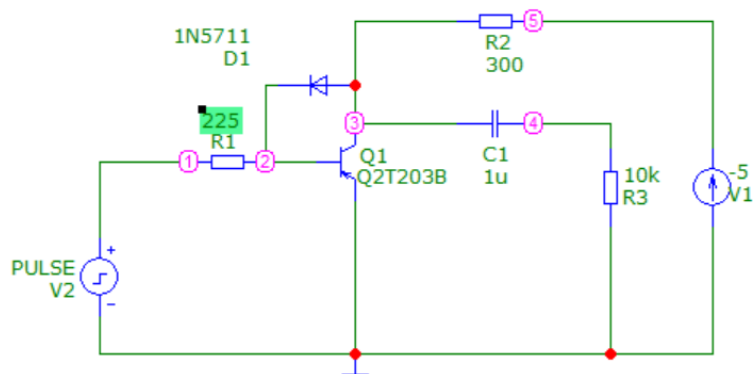 1N5711
D1
5
R2
300
225
R1
3
4
1
2
Q1
Q2T203B
C1
1u
10k
R3
-5
V1
PULSE
V2
+
−